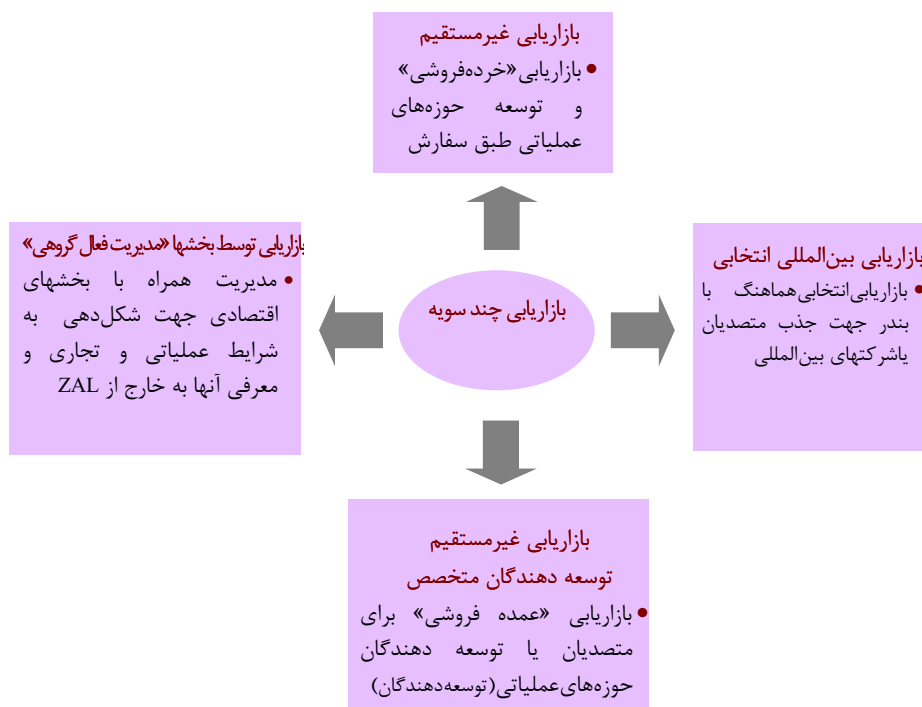 بازاریابی غیرمستقیم
• بازاریابی«خرده‌فروشی»
و توسعه حوزه‌های
عملیاتی طبق سفارش
بازاریابی بین‌المللی انتخابی
• بازاریابی‌انتخابی‌هماهنگ با
بندر جهت جذب متصدیان
یاشرکتهای بین‌المللی
بازاریابی چند سویه
بازاریابی توسط بخشها «مدیریت فعال گروهی»
• مدیریت همراه با بخشهای
اقتصادی جهت شکل‌دهی به
شرایط عملیاتی و تجاری و
معرفی آنها به خارج از ZAL
بازاریابی غیرمستقیم
توسعه دهندگان متخصص
• بازاریابی «عمده فروشی» برای
متصدیان یا توسعه دهندگان
حوزه‌های‌عملیاتی(توسعه‌دهندگان)